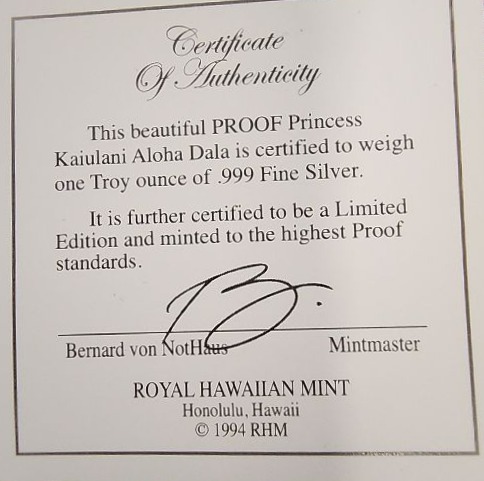 Certificate
Of Authenticity
This beautiful PROOF Princess
Kaiulani Aloha Dala is certified to weigh
one Troy ounce of .999 Fine Silver.
It is further certified to be a Limited
Edition and minted to the highest Proof
standards.
Bernard von NotHaus Mintmaster
ROYAL HAWAIIAN MINT
Honolulu, Hawaii
© 1994 RHM